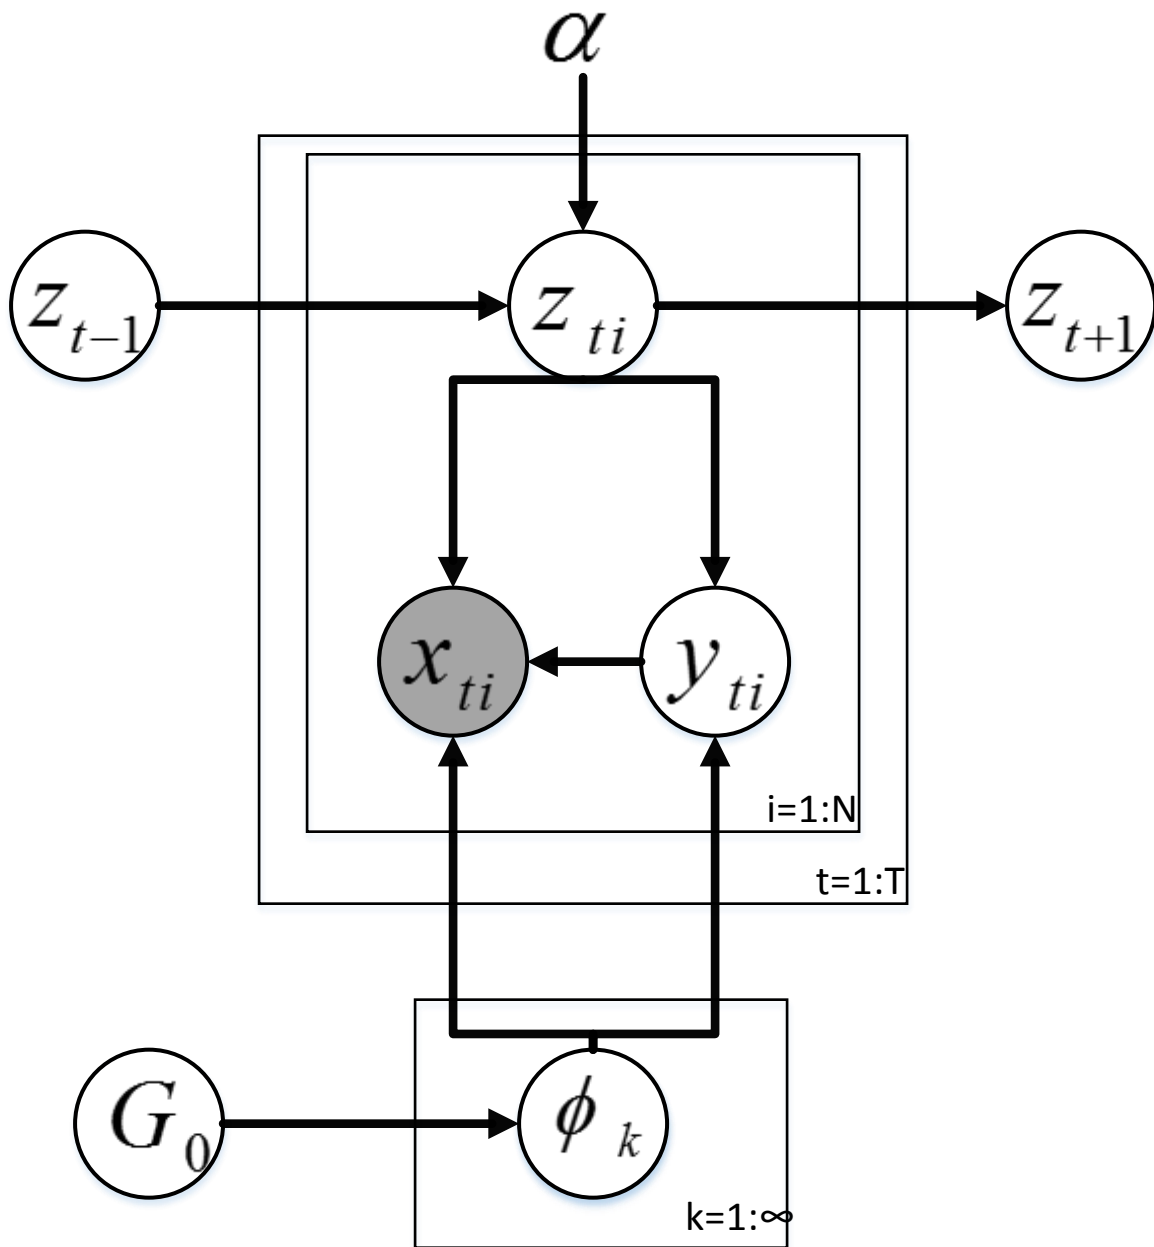 α
z_{t-1}
z_{ti}
z_{t+1}
x_{ti}
y_{ti}
i=1:N
t=1:T
G_0
ϕ_k
k=1:∞